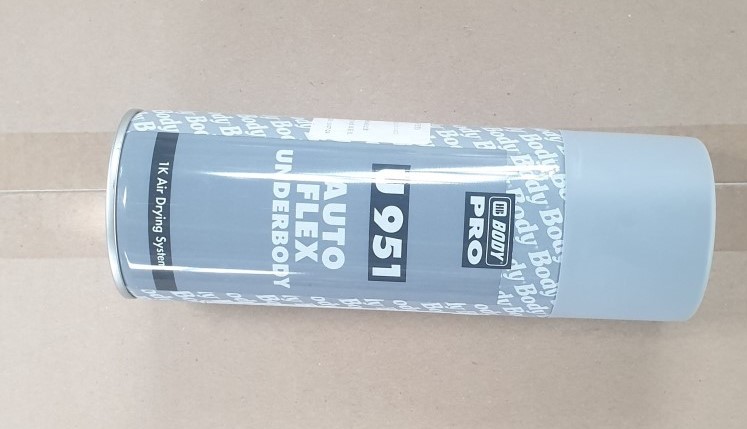 HB BODY
PRO
U 951
AUTO
FLEX
UNDERBODY
1K Air Drying System